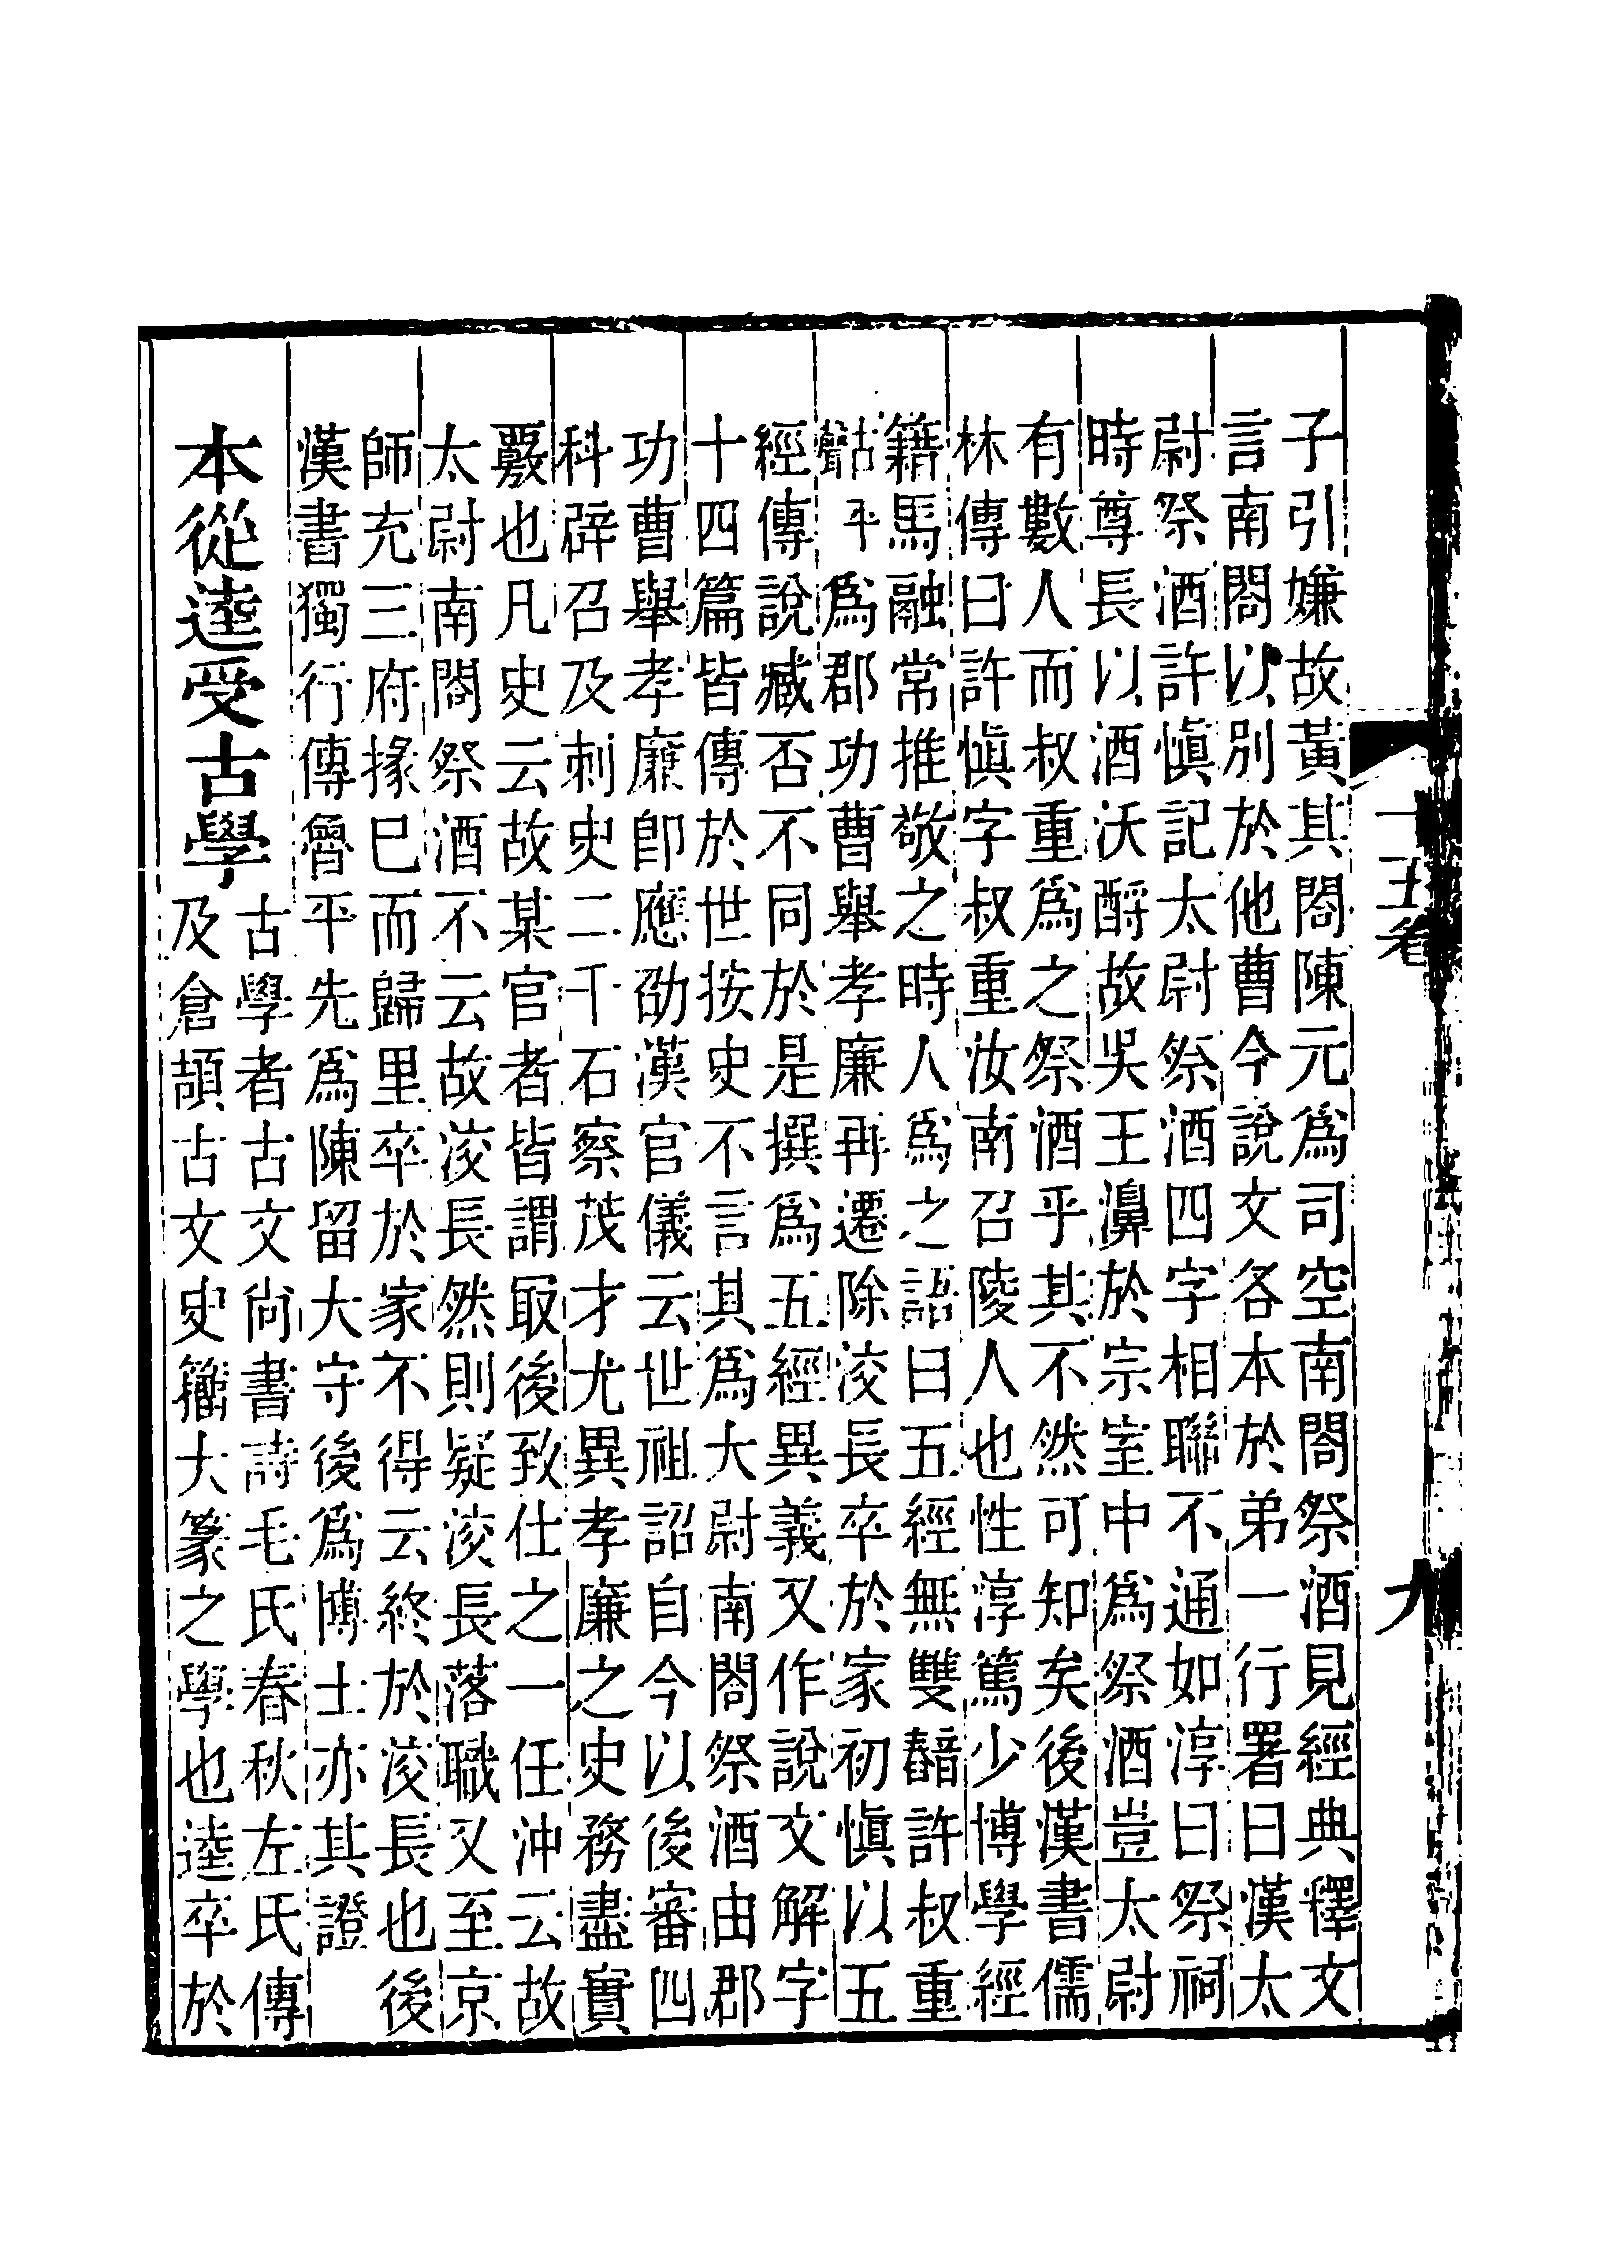 子引嫌故黃其閤陳元爲司空南閤祭酒見經典釋文
言南閤以別於他曹今說文各本於弟一行署曰漢太
尉祭酒許愼記太尉祭酒四字相聯不通如淳曰祭祠
時尊長以酒沃酹故吳王濞於宗室中爲祭酒豈太尉
有數人而叔重爲之祭酒乎其不然可知矣後漢書儒
林傳曰許愼字叔重汝南召陵人也性淳篤少博學經
籍馬融常推敬之時人爲之語曰五經無雙音舂許叔重
古聲平爲郡功曹舉孝廉再遷除洨長卒於家初愼以五
經傳說臧否不同於是撰爲五經異義又作說文解字
十四篇皆傳於世按史不言其爲大尉南閤祭酒由郡
功曹舉孝廉卽應劭漢官儀云世祖詔自今以後審四
科辟召及刺史二千石察茂才尤異孝廉之吏務盡實
覈也凡史云故某官者皆謂冣後致仕之一任沖云故
太尉南閤祭酒不云故洨長然則疑洨長落職又至京
師充三府掾巳而歸里卒於家不得云終於洨長也後
漢書獨行傳魯平先爲陳留大守後爲博士亦其證
本從逵受古學
古學者古文尙書詩毛氏春秋左氏傳
及倉頡古文史籒大篆之學也逵卒於
十五卷
九